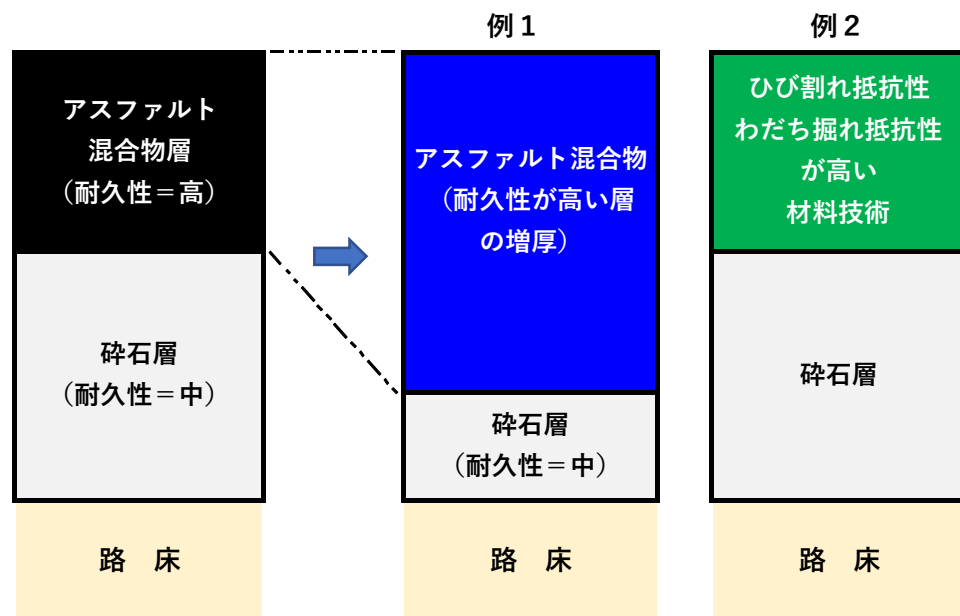 例1
例2
アスファルト
混合物層
（耐久性＝高）
砕石層
（耐久性＝中）
路　床
アスファルト混合物
（耐久性が高い層
の増厚）
砕石層
（耐久性＝中）
路　床
ひび割れ抵抗性
わだち掘れ抵抗性
が高い
材料技術
砕石層
路　床